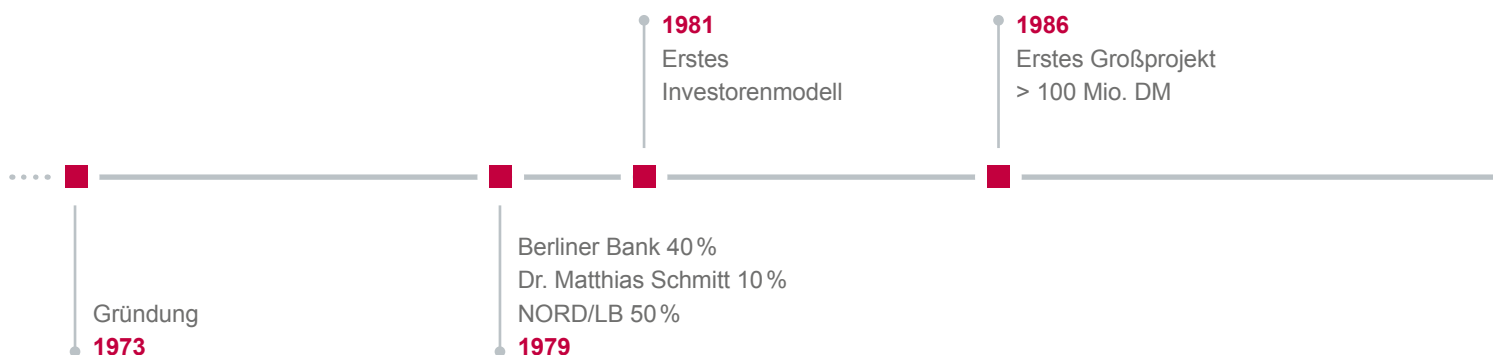 1981
Erstes
Investorenmodell
1986
Erstes Großprojekt
> 100 Mio. DM
Gründung
1973
Berliner Bank 40 %
Dr. Matthias Schmitt 10 %
NORD/LB 50 %
1979